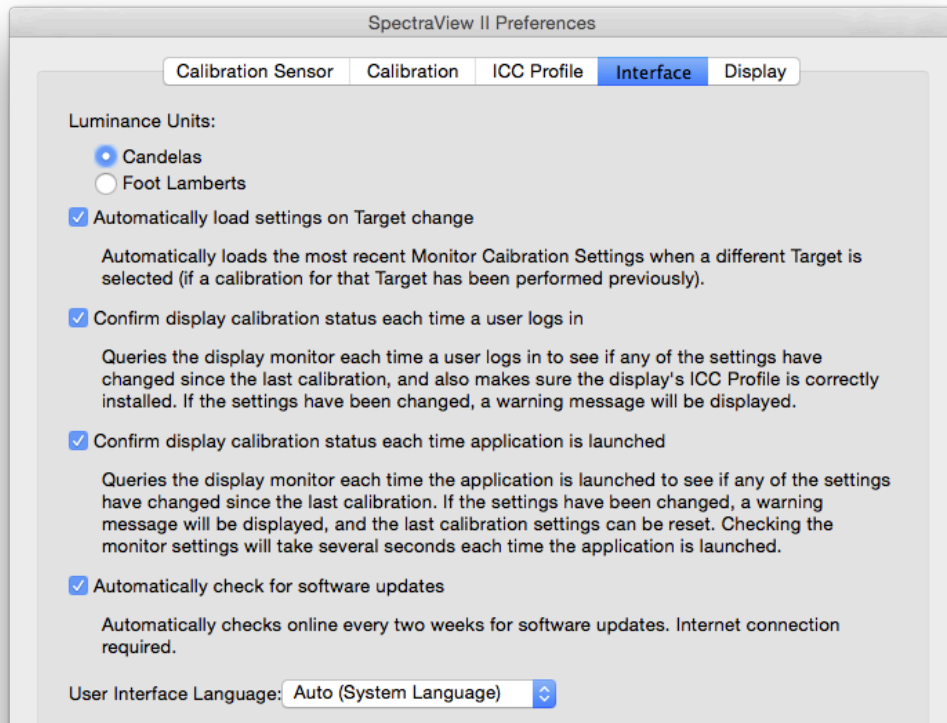 SpectraView II Preferences
Calibration Sensor Calibration ICC Profile Interface Display
Luminance Units:
Candelas
Foot Lamberts
Automatically load settings on Target change
Automatically loads the most recent Monitor Caibration Settings when a different Target is
selected (if a calibration for that Target has been performed previously).
Confirm display calibration status each time a user logs in
Queries the display monitor each time a user logs in to see if any of the settings have
changed since the last calibration, and also makes sure the display's ICC Profile is correctly
installed. If the settings have been changed, a warning message will be displayed.
Confirm display calibration status each time application is launched
Queries the display monitor each time the application is launched to see if any of the settings
have changed since the last calibration. If the settings have been changed, a warning
message will be displayed, and the last calibration settings can be reset. Checking the
monitor settings will take several seconds each time the application is launched.
Automatically check for software updates
Automatically checks online every two weeks for software updates. Internet connection
required.
User Interface Language: Auto (System Language)